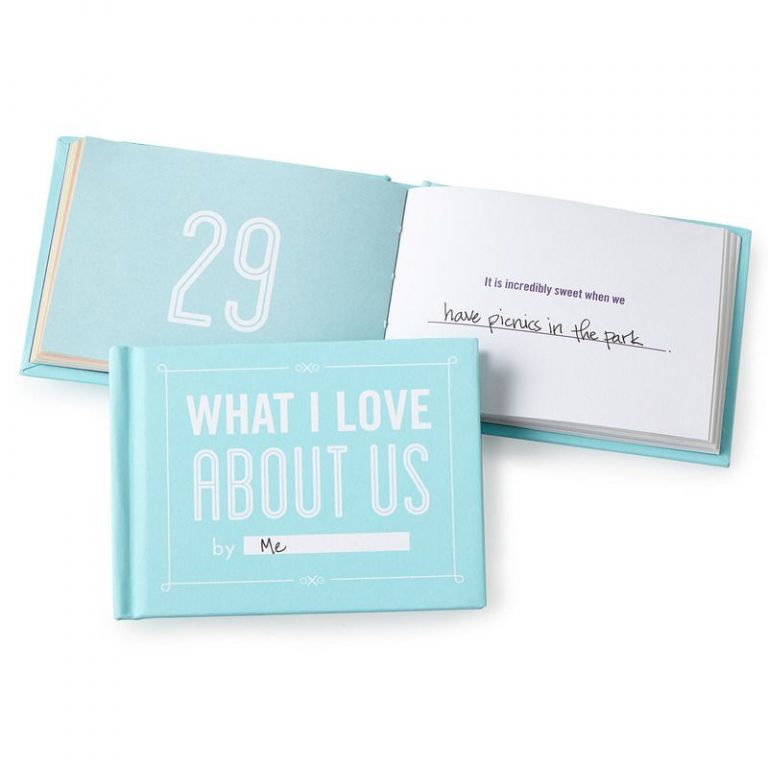 29
It is incredibly sweet when we
have picnics in the park.
WHAT I LOVE
ABOUT US
by Me